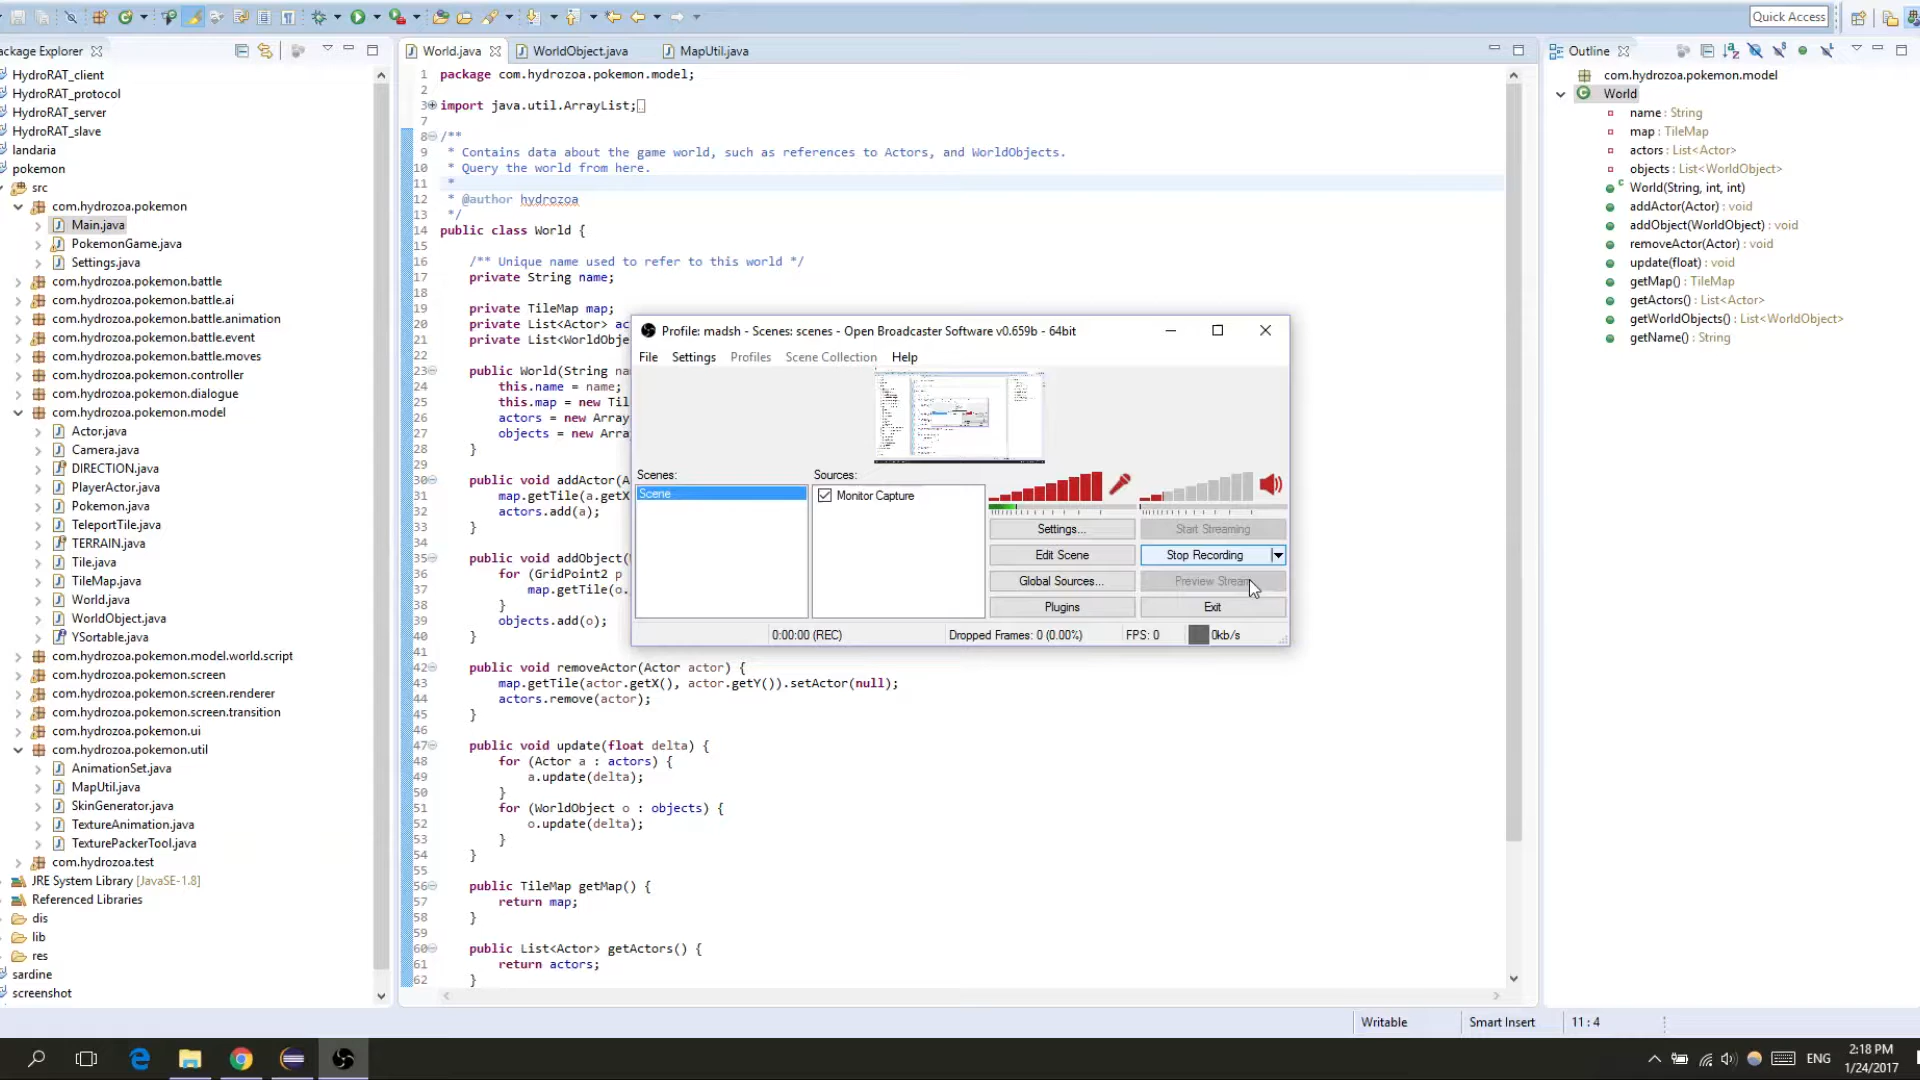 Quick Access
ackage Explorer
HydroRAT_client
HydroRAT_protocol
HydroRAT_server
HydroRAT_slave
landaria
pokemon
src
com.hydrozoa.pokemon
Main.java
PokemonGame.java
Settings.java
com.hydrozoa.pokemon.battle
com.hydrozoa.pokemon.battle.ai
com.hydrozoa.pokemon.battle.animation
com.hydrozoa.pokemon.battle.event
com.hydrozoa.pokemon.battle.moves
com.hydrozoa.pokemon.controller
com.hydrozoa.pokemon.dialogue
com.hydrozoa.pokemon.model
Actor.java
Camera.java
DIRECTION.java
PlayerActor.java
Pokemon.java
TeleportTile.java
TERRAIN.java
Tile.java
TileMap.java
World.java
WorldObject.java
YSortable.java
com.hydrozoa.pokemon.model.world.script
com.hydrozoa.pokemon.screen
com.hydrozoa.pokemon.screen.renderer
com.hydrozoa.pokemon.screen.transition
com.hydrozoa.pokemon.ui
com.hydrozoa.pokemon.util
AnimationSet.java
MapUtil.java
SkinGenerator.java
TextureAnimation.java
TexturePackerTool.java
com.hydrozoa.test
JRE System Library [JavaSE-1.8]
Referenced Libraries
dis
lib
res
sardine
screenshot
World.java WorldObject.java MapUtil.java
1 package com.hydrozoa.pokemon.model;
2
3 import java.util.ArrayList;
7
8 /**
9 * Contains data about the game world, such as references to Actors, and WorldObjects.
10 * Query the world from here.
11 *
12 * @author hydrozoa
13 */
14 public class World {
15
16 /** Unique name used to refer to this world */
17 private String name;
18
19 private TileMap map;
20 private List<Actor> ac
21 private List<WorldObje
22
23 public World(String na
24 this.name = name;
25 this.map = new Til
26 actors = new Array
27 objects = new Arra
28 }
29
30 public void addActor(A
31 map.getTile(a.getX
32 actors.add(a);
33 }
34
35 public void addObject(
36 for (GridPoint2 p
37 map.getTile(o.
38 }
39 objects.add(o);
40 }
41
42 public void removeActor(Actor actor) {
43 map.getTile(actor.getX(), actor.getY()).setActor(null);
44 actors.remove(actor);
45 }
46
47 public void update(float delta) {
48 for (Actor a : actors) {
49 a.update(delta);
50 }
51 for (WorldObject o : objects) {
52 o.update(delta);
53 }
54 }
55
56 public TileMap getMap() {
57 return map;
58 }
59
60 public List<Actor> getActors() {
61 return actors;
62 }
Profile: madsh - Scenes: scenes - Open Broadcaster Software v0.659b - 64bit
File Settings Profiles Scene Collection Help
Scenes:
Scene
Sources:
Monitor Capture
Settings... Start Streaming
Edit Scene Stop Recording
Global Sources... Preview Stream
Plugins Exit
0:00:00 (REC) Dropped Frames: 0 (0.00%) FPS: 0 0kb/s
Outline
com.hydrozoa.pokemon.model
World
name : String
map : TileMap
actors : List<Actor>
objects : List<WorldObject>
World(String, int, int)
addActor(Actor) : void
addObject(WorldObject) : void
removeActor(Actor) : void
update(float) : void
getMap() : TileMap
getActors() : List<Actor>
getWorldObjects() : List<WorldObject>
getName() : String
Writable Smart Insert 11 : 4
ENG
2:18 PM
1/24/2017